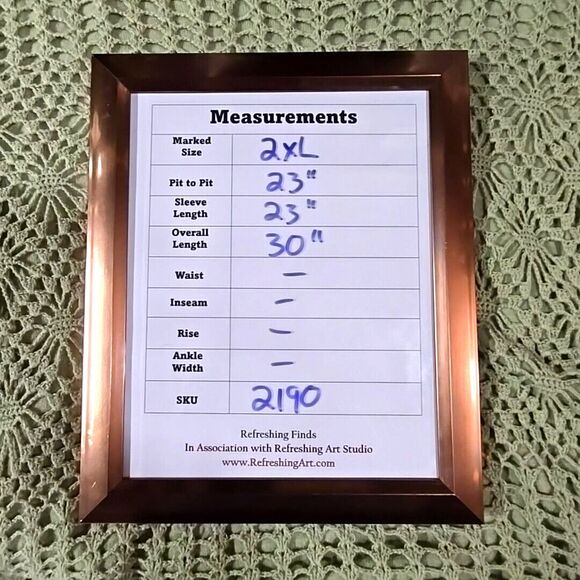 Measurements
Marked Size 2XL
Pit to Pit 23"
Sleeve Length 23"
Overall Length 30"
Waist —
Inseam —
Rise —
Ankle Width —
SKU 2190
Refreshing Finds
In Association with Refreshing Art Studio
www.RefreshingArt.com